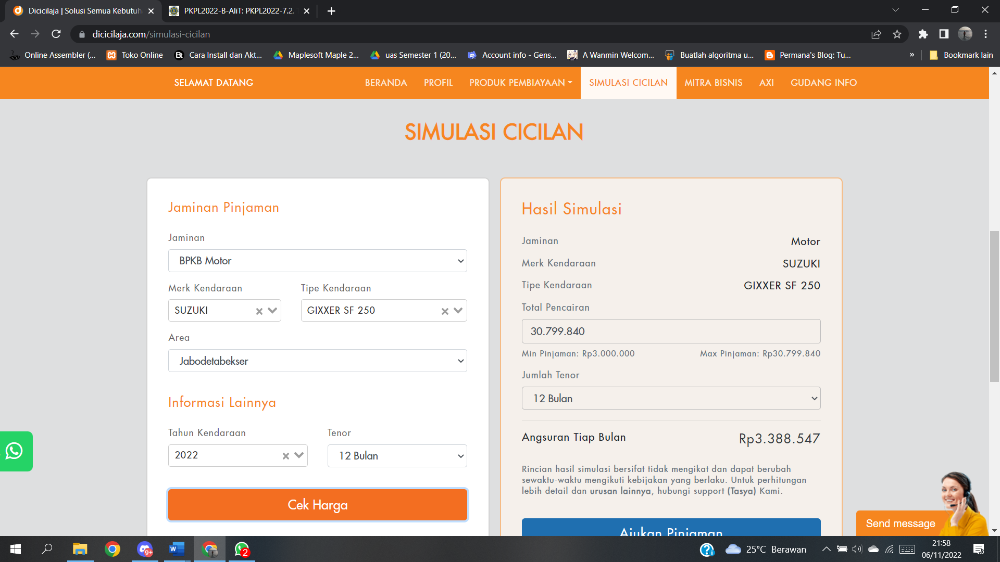 Dicicilaja | Solusi Semua Kebutuh
PKPL2022-B-AliT: PKPL2022-7.2.
dicicilaja.com/simulasi-cicilan
Online Assembler (...
Toko Online
Cara Install dan Akt...
Maplesoft Maple 2...
uas Semester 1 (20...
Account info - Gens...
A Wanmin Welcom...
Buatlah algoritma u...
Permana's Blog: Tu...
»
Bookmark lain
SELAMAT DATANG
BERANDA
PROFIL
PRODUK PEMBIAYAAN
SIMULASI CICILAN
MITRA BISNIS
AXI
GUDANG INFO
SIMULASI CICILAN
Jaminan Pinjaman
Jaminan
BPKB Motor
Merk Kendaraan
Tipe Kendaraan
SUZUKI
GIXXER SF 250
Area
Jabodetabekser
Informasi Lainnya
Tahun Kendaraan
Tenor
2022
12 Bulan
Cek Harga
Hasil Simulasi
Jaminan
Motor
Merk Kendaraan
SUZUKI
Tipe Kendaraan
GIXXER SF 250
Total Pencairan
30.799.840
Min Pinjaman: Rp3.000.000
Max Pinjaman: Rp30.799.840
Jumlah Tenor
12 Bulan
Angsuran Tiap Bulan
Rp3.388.547
Rincian hasil simulasi bersifat tidak mengikat dan dapat berubah
sewaktu-waktu mengikuti kebijakan yang berlaku. Untuk perhitungan
lebih detail dan urusan lainnya, hubungi support (Tasya) Kami.
Ajukan Pinjaman
Send message
9+
2
25°C Berawan
21:58
06/11/2022